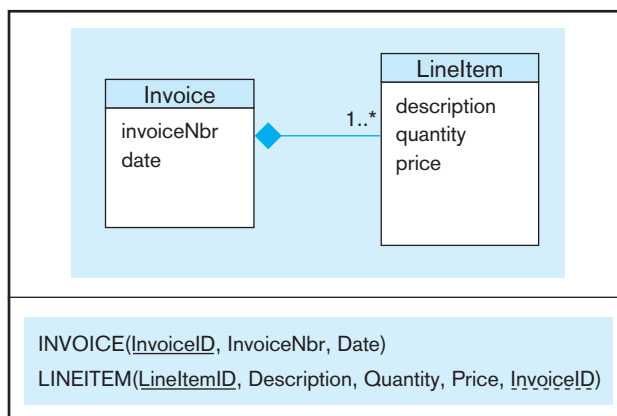 Invoice
invoiceNbr
date
1..*
LineItem
description
quantity
price
INVOICE(InvoiceID, InvoiceNbr, Date)
LINEITEM(LineItemID, Description, Quantity, Price, InvoiceID)